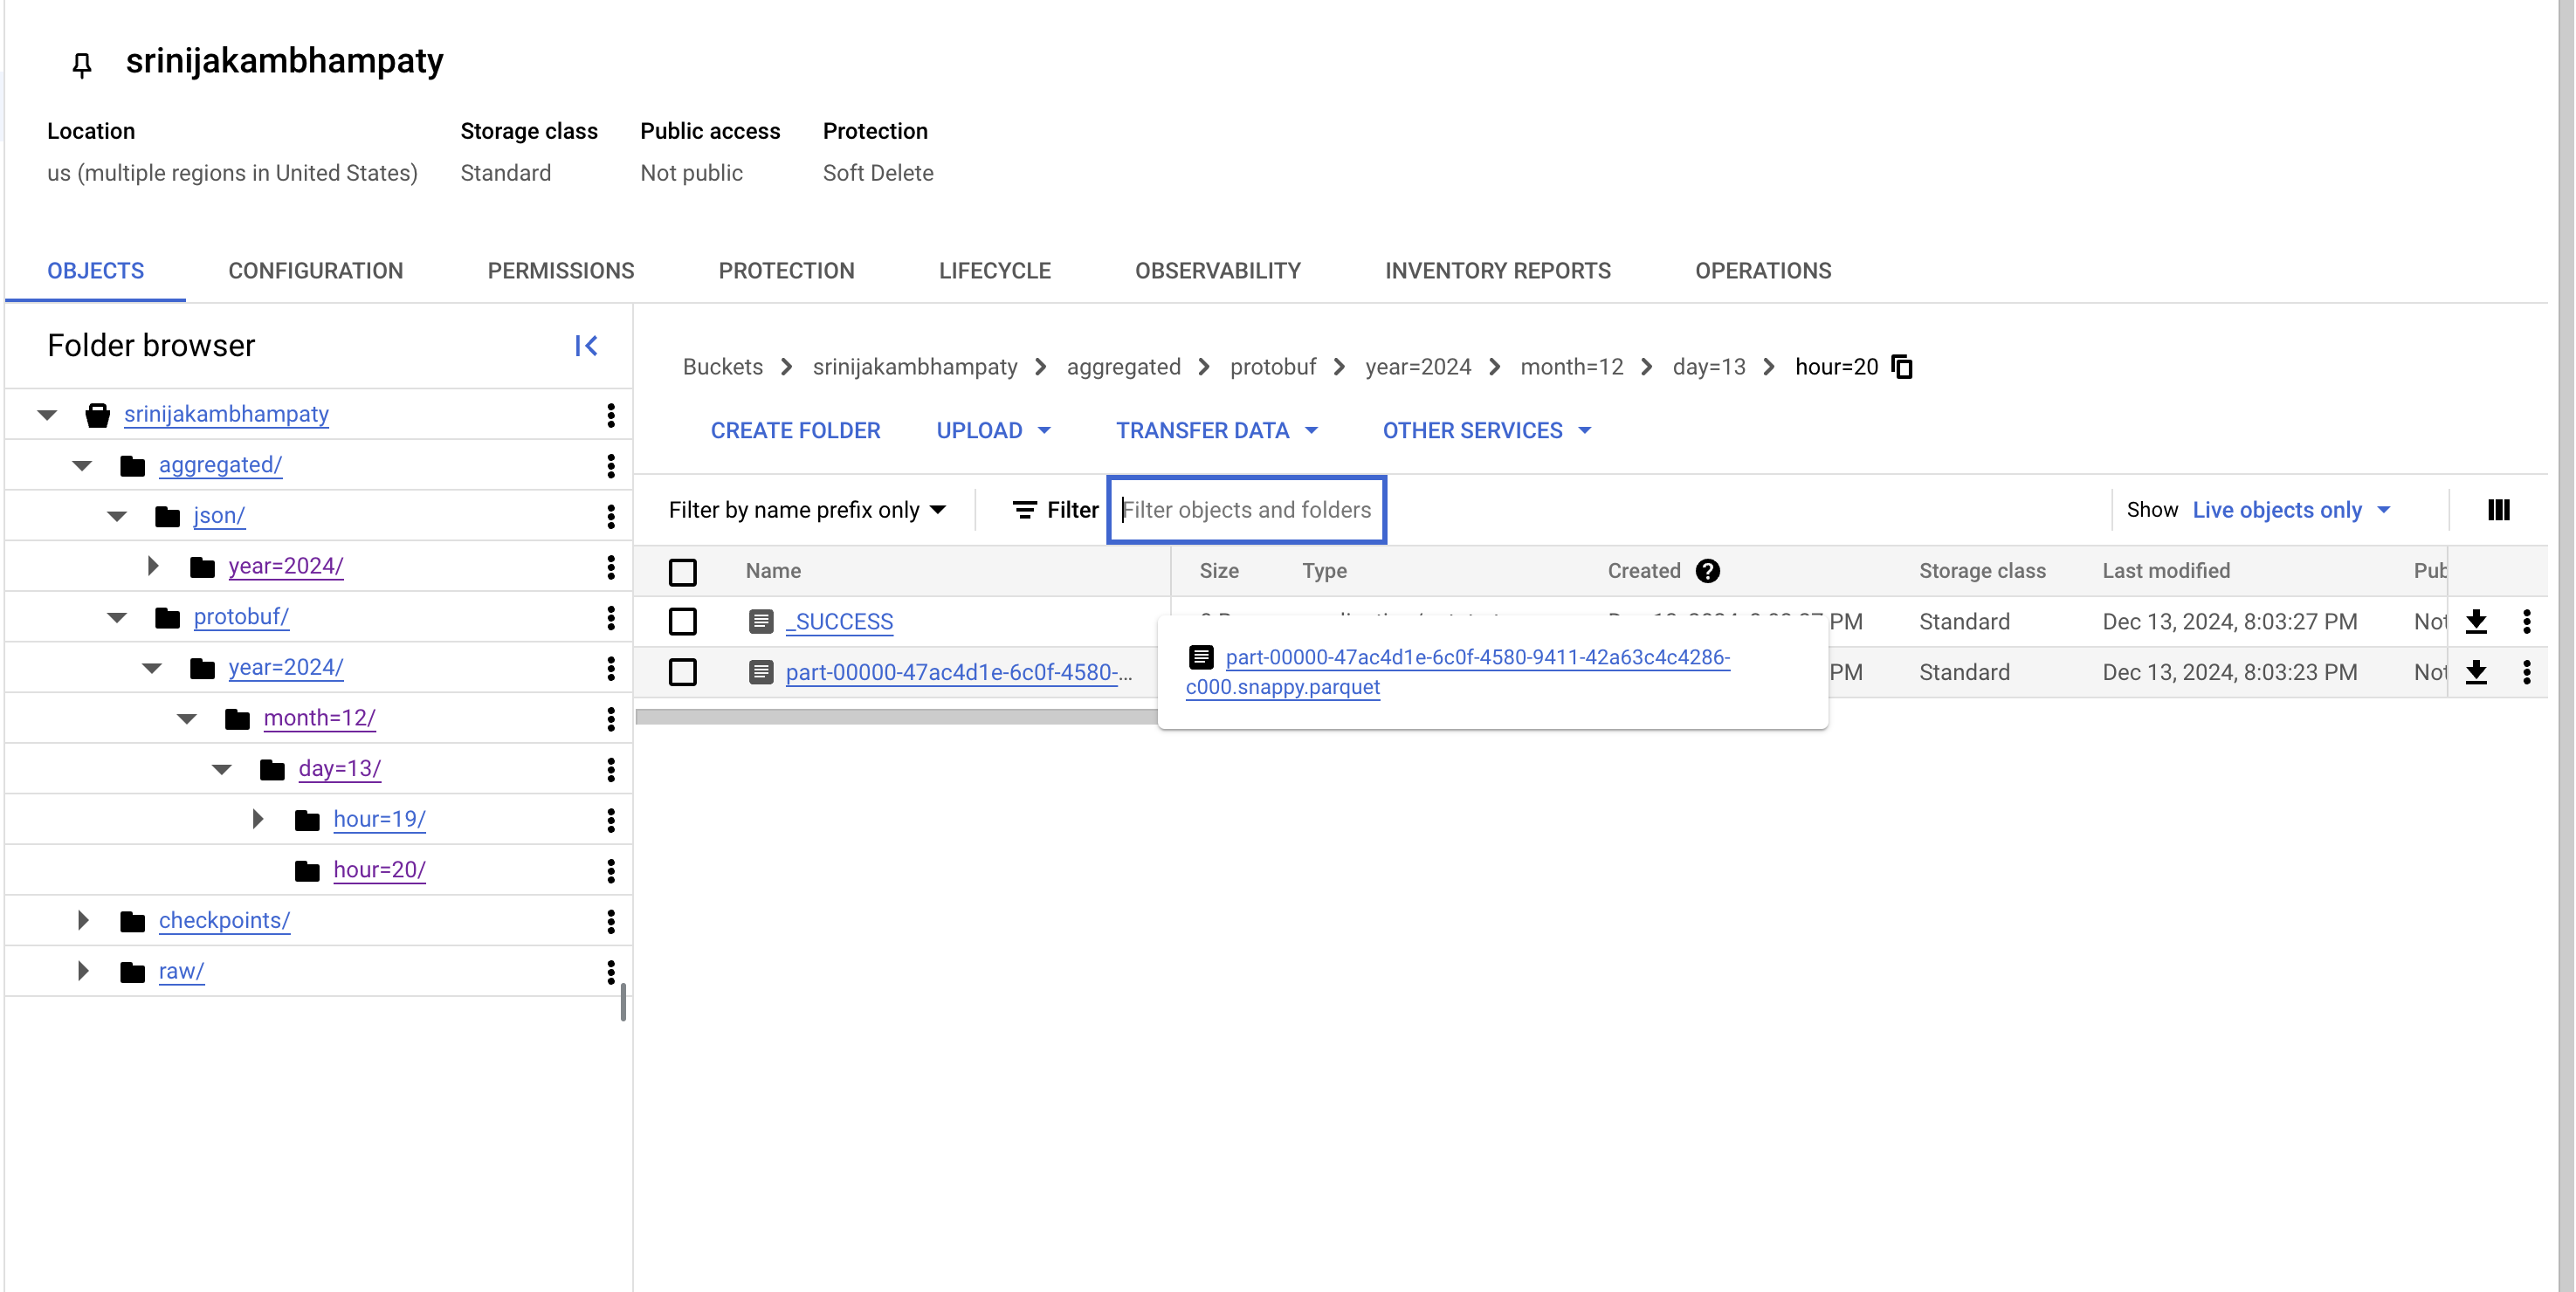 srinijakambhampaty
Location Storage class Public access Protection
us (multiple regions in United States) Standard Not public Soft Delete
OBJECTS CONFIGURATION PERMISSIONS PROTECTION LIFECYCLE OBSERVABILITY INVENTORY REPORTS OPERATIONS
Folder browser
srinijakambhampaty
aggregated/
json/
year=2024/
protobuf/
year=2024/
month=12/
day=13/
hour=19/
hour=20/
checkpoints/
raw/
Buckets srinijakambhampaty aggregated protobuf year=2024 month=12 day=13 hour=20
CREATE FOLDER UPLOAD TRANSFER DATA OTHER SERVICES
Filter by name prefix only Filter Filter objects and folders Show Live objects only
Name Size Type Created Storage class Last modified Pub
_SUCCESS PM Standard Dec 13, 2024, 8:03:27 PM Not
part-00000-47ac4d1e-6c0f-4580-... PM Standard Dec 13, 2024, 8:03:23 PM Not
part-00000-47ac4d1e-6c0f-4580-9411-42a63c4c4286-
c000.snappy.parquet